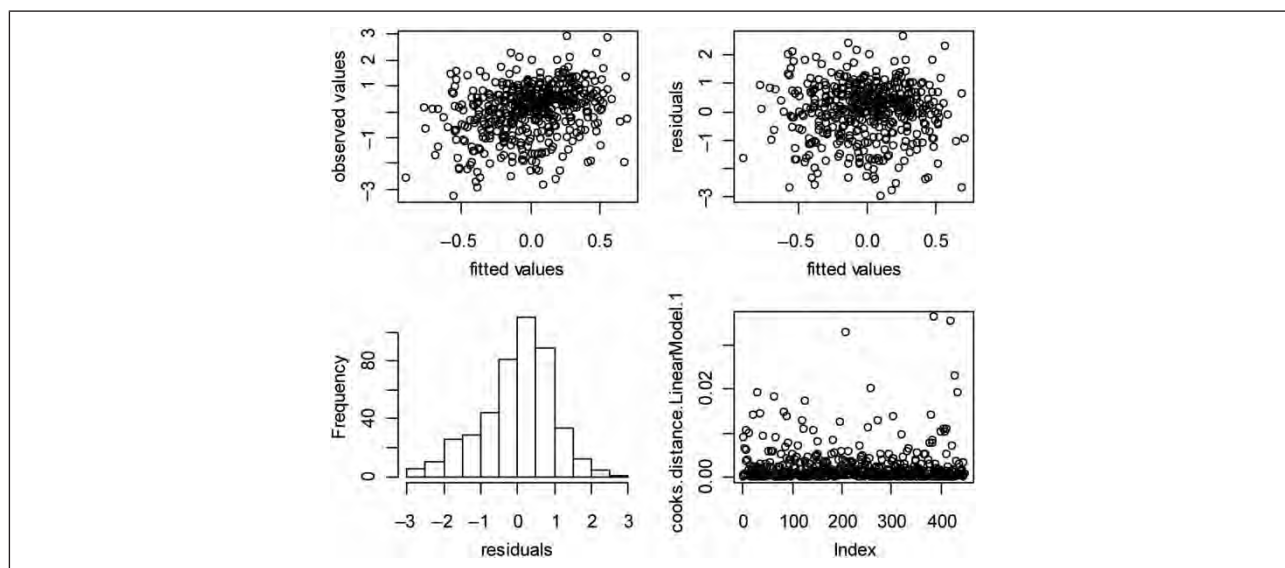 observed values
3
2
1
−1
−3
−0.5 0.0 0.5
fitted values
residuals
2
1
0
−1
−3
−0.5 0.0 0.5
fitted values
Frequency
80
40
0
−3 −2 −1 0 1 2 3
residuals
cooks.distance.LinearModel.1
0.02
0.00
0 100 200 300 400
Index